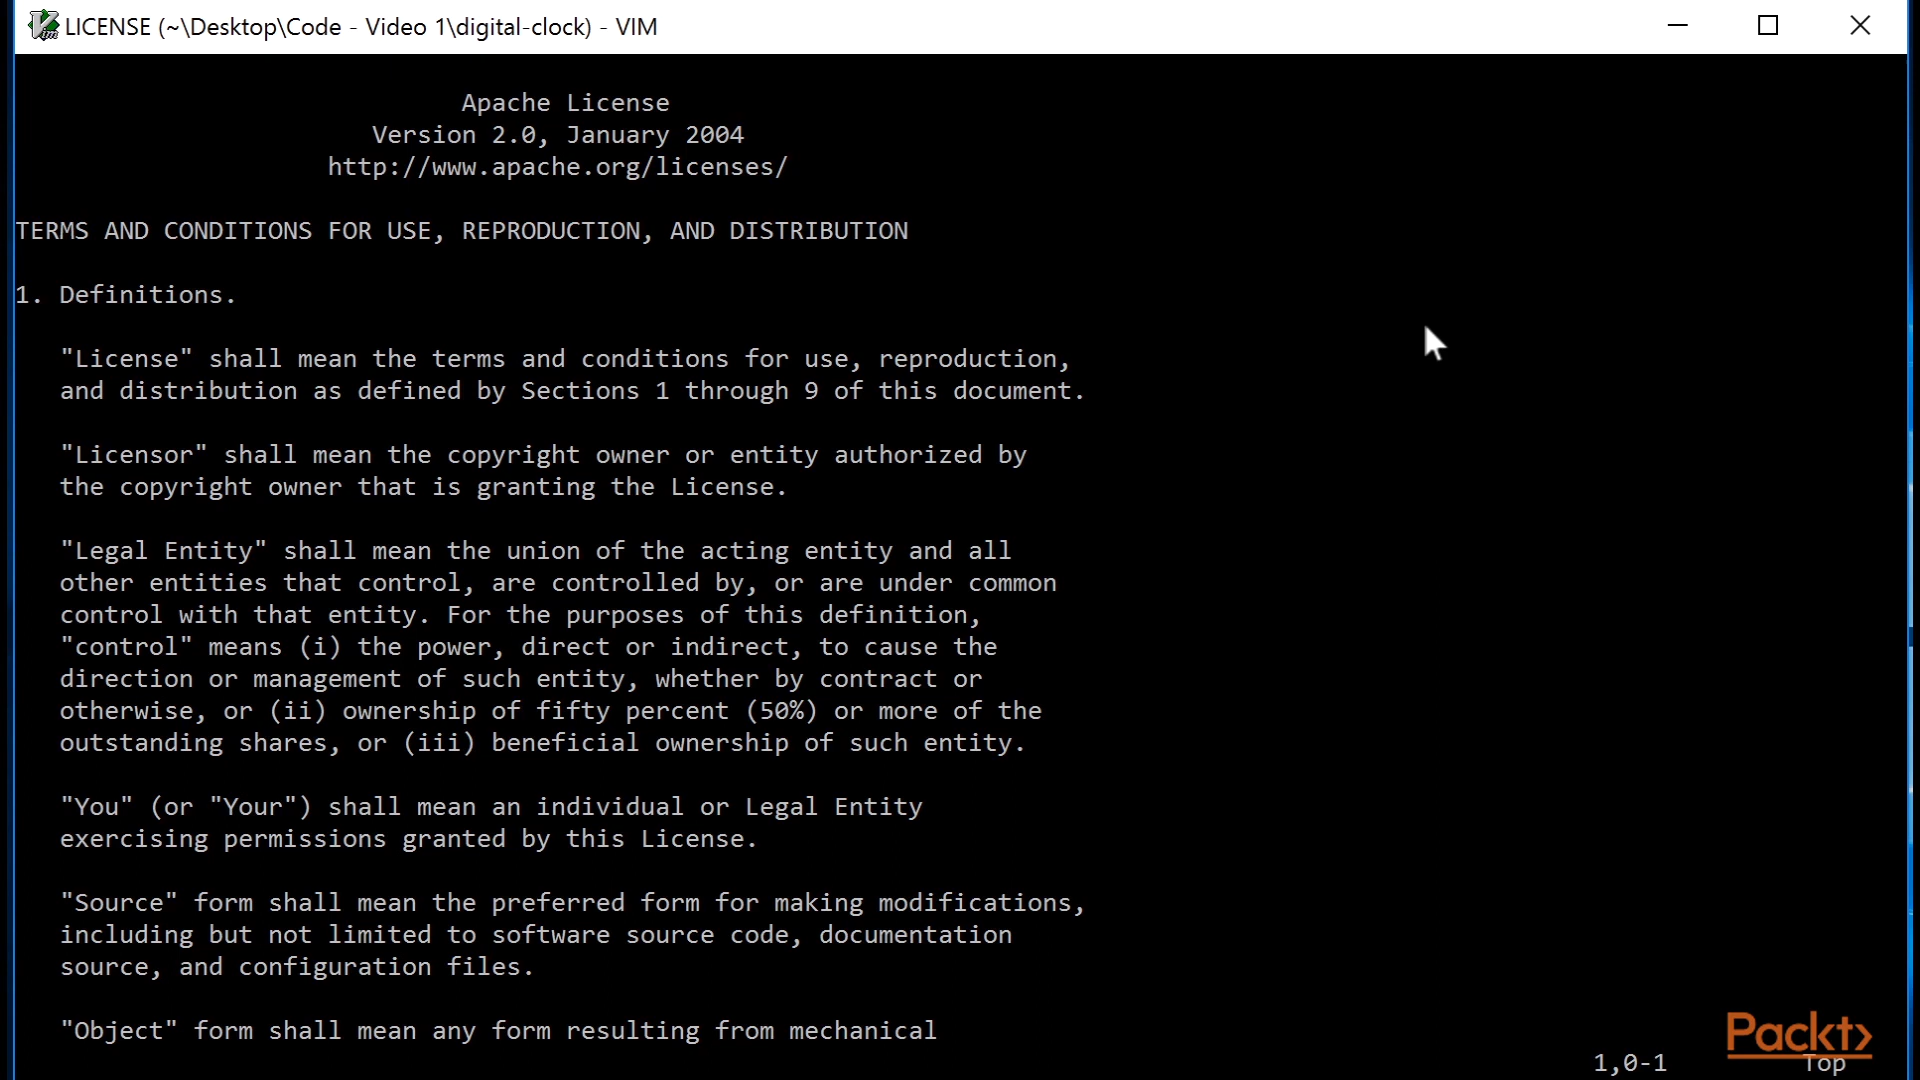 LICENSE (~\Desktop\Code - Video 1\digital-clock) - VIM
Apache License
Version 2.0, January 2004
http://www.apache.org/licenses/
TERMS AND CONDITIONS FOR USE, REPRODUCTION, AND DISTRIBUTION
1. Definitions.
"License" shall mean the terms and conditions for use, reproduction,
and distribution as defined by Sections 1 through 9 of this document.
"Licensor" shall mean the copyright owner or entity authorized by
the copyright owner that is granting the License.
"Legal Entity" shall mean the union of the acting entity and all
other entities that control, are controlled by, or are under common
control with that entity. For the purposes of this definition,
"control" means (i) the power, direct or indirect, to cause the
direction or management of such entity, whether by contract or
otherwise, or (ii) ownership of fifty percent (50%) or more of the
outstanding shares, or (iii) beneficial ownership of such entity.
"You" (or "Your") shall mean an individual or Legal Entity
exercising permissions granted by this License.
"Source" form shall mean the preferred form for making modifications,
including but not limited to software source code, documentation
source, and configuration files.
"Object" form shall mean any form resulting from mechanical
Packt>
1,0-1 Top